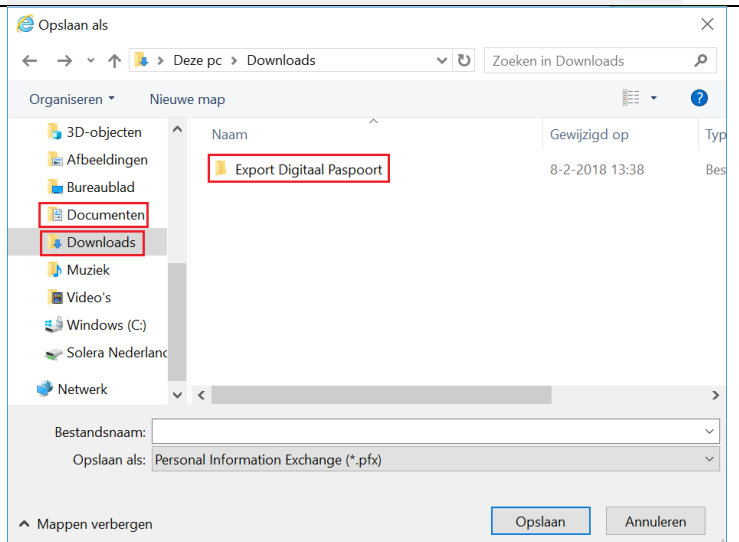 Opslaan als
Deze pc > Downloads
Zoeken in Downloads
Organiseren
Nieuwe map
Naam
Gewijzigd op
Typ
3D-objecten
Afbeeldingen
Bureaublad
Documenten
Downloads
Muziek
Video's
Windows (C:)
Solera Nederlanc
Netwerk
Export Digitaal Paspoort
8-2-2018 13:38
Bes
Bestandsnaam:
Opslaan als: Personal Information Exchange (*.pfx)
Mappen verbergen
Opslaan
Annuleren